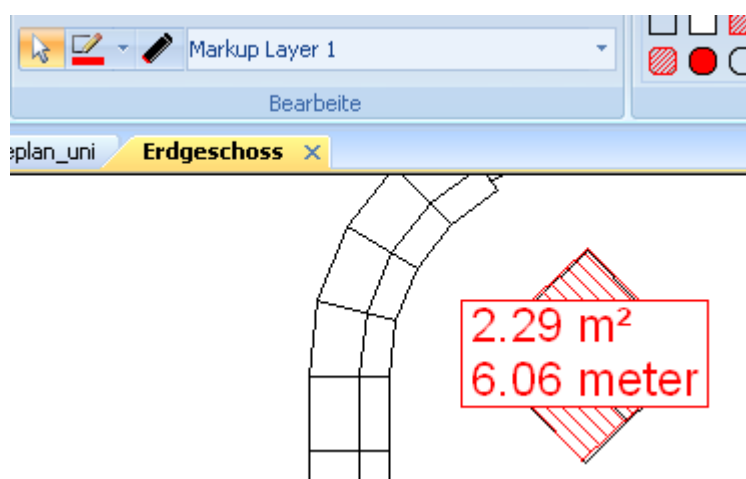 Markup Layer 1
Bearbeite
eplan_uni
Erdgeschoss
2.29 m²
6.06 meter